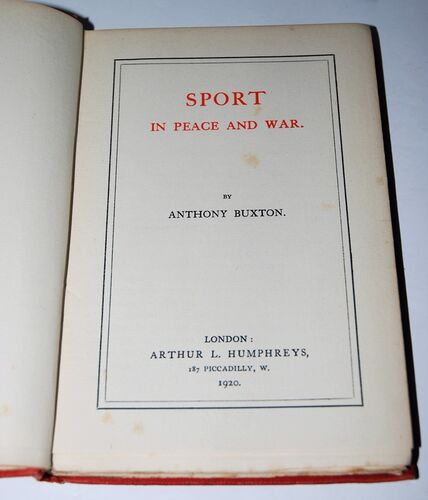 SPORT
IN PEACE AND WAR.
BY
ANTHONY BUXTON.
LONDON:
ARTHUR L. HUMPHREYS,
187 PICCADILLY, W.
1920.